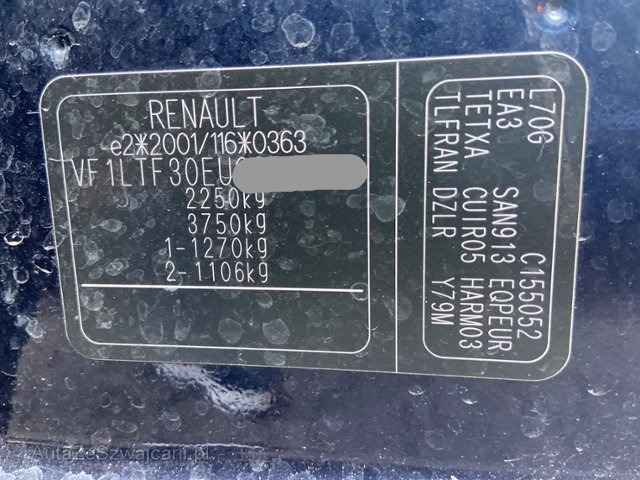 RENAULT
e2*2001/116*0363
VF1LTF30EU
2250kg
3750kg
1-1270kg
2-1106kg
L70G C155052
EA3 SAN913 EQPEUR
TETXA CUIR05 HARM03
TLFRAN DZLR Y79M
AutaZeSzwajcarii.pl